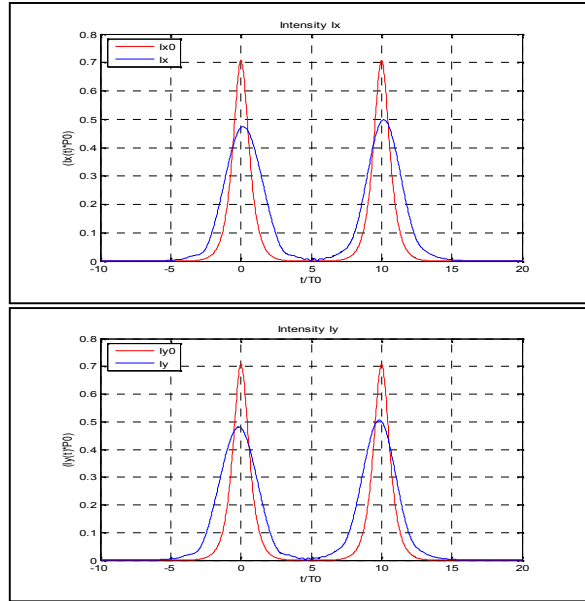 Intensity Ix
Ix0
Ix
(Ix(t)*P0)
0.8
0.7
0.6
0.5
0.4
0.3
0.2
0.1
0
-10 -5 0 5 10 15 20
t/T0
Intensity Iy
Iy0
Iy
(Iy(t)*P0)
0.8
0.7
0.6
0.5
0.4
0.3
0.2
0.1
0
-10 -5 0 5 10 15 20
t/T0